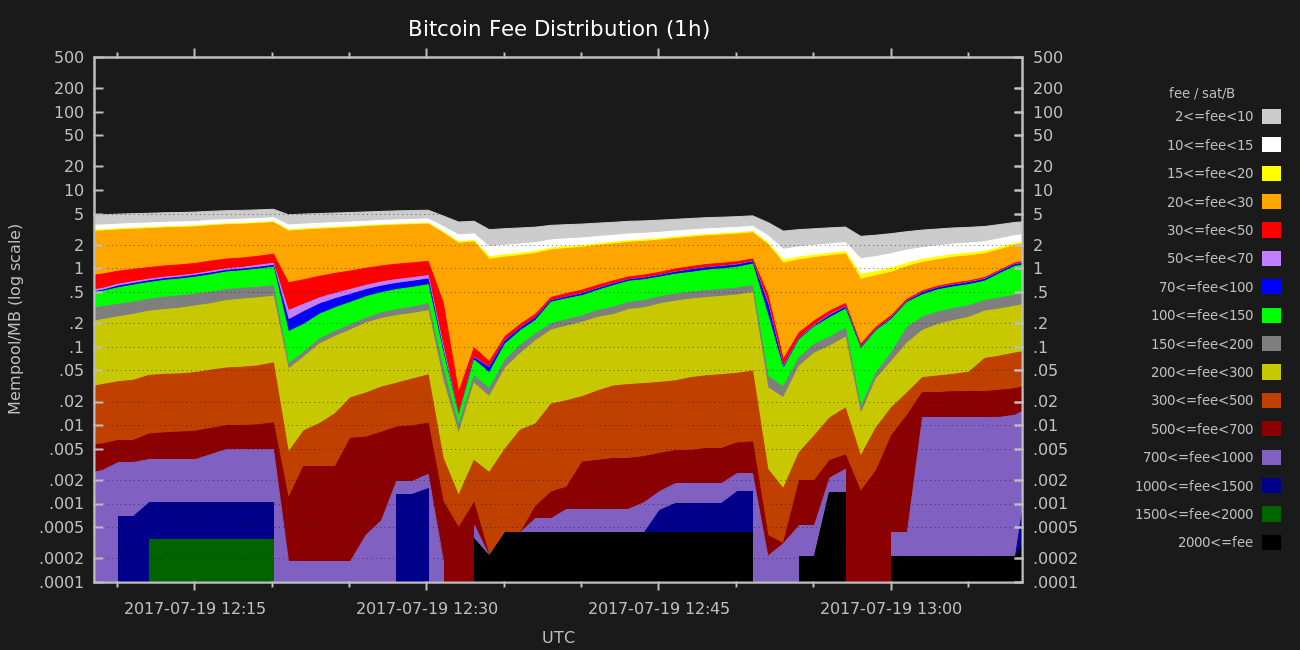 Bitcoin Fee Distribution (1h)
Mempool/MB (log scale)
500
200
100
50
20
10
5
2
1
.5
.2
.1
.05
.02
.01
.005
.002
.001
.0005
.0002
.0001
500
200
100
50
20
10
5
2
1
.5
.2
.1
.05
.02
.01
.005
.002
.001
.0005
.0002
.0001
2017-07-19 12:15
2017-07-19 12:30
2017-07-19 12:45
2017-07-19 13:00
UTC
fee / sat/B
2<=fee<10
10<=fee<15
15<=fee<20
20<=fee<30
30<=fee<50
50<=fee<70
70<=fee<100
100<=fee<150
150<=fee<200
200<=fee<300
300<=fee<500
500<=fee<700
700<=fee<1000
1000<=fee<1500
1500<=fee<2000
2000<=fee